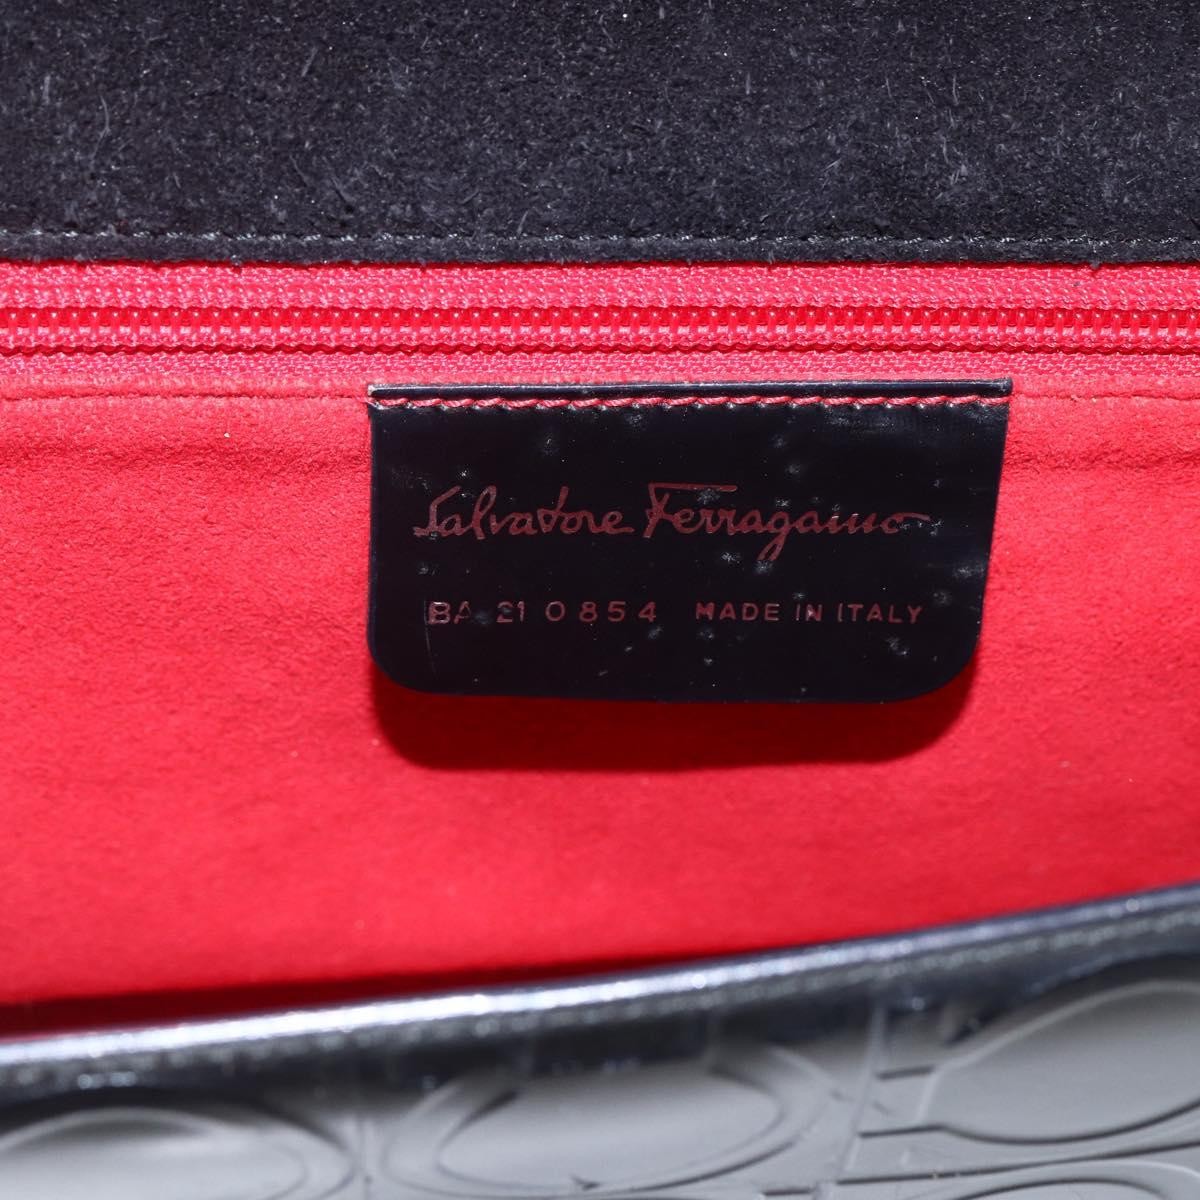 Salvatore Ferragamo
BA 21 0854 MADE IN ITALY